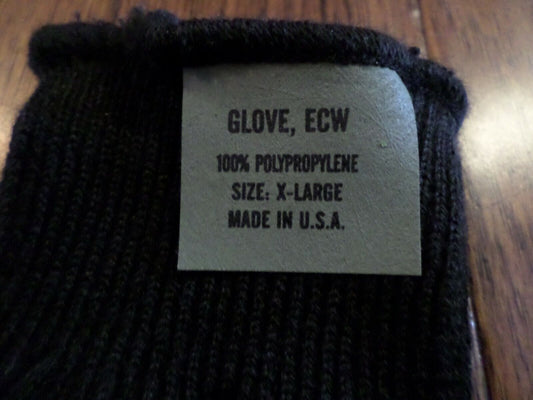 GLOVE, ECW
100% POLYPROPYLENE
SIZE: X-LARGE
MADE IN U.S.A.